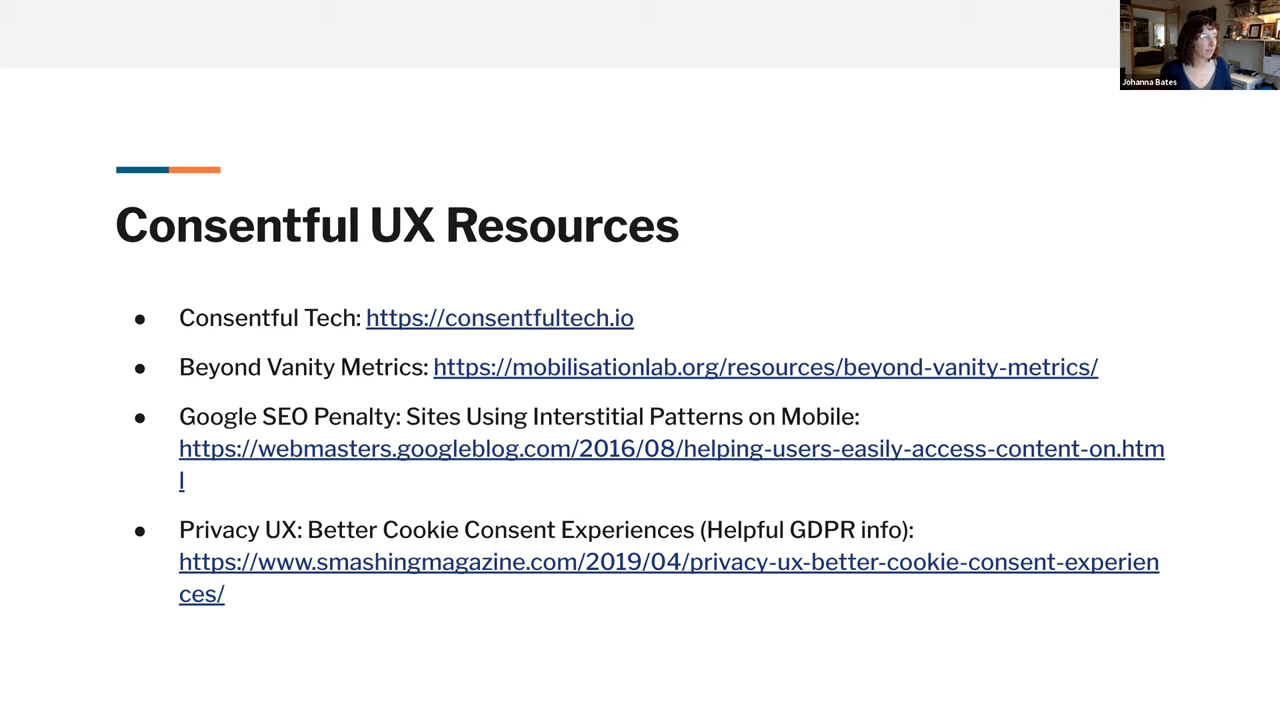 Johanna Bates
Consentful UX Resources
● Consentful Tech: https://consentfultech.io
● Beyond Vanity Metrics: https://mobilisationlab.org/resources/beyond-vanity-metrics/
● Google SEO Penalty: Sites Using Interstitial Patterns on Mobile:
https://webmasters.googleblog.com/2016/08/helping-users-easily-access-content-on.htm
l
● Privacy UX: Better Cookie Consent Experiences (Helpful GDPR info):
https://www.smashingmagazine.com/2019/04/privacy-ux-better-cookie-consent-experien
ces/